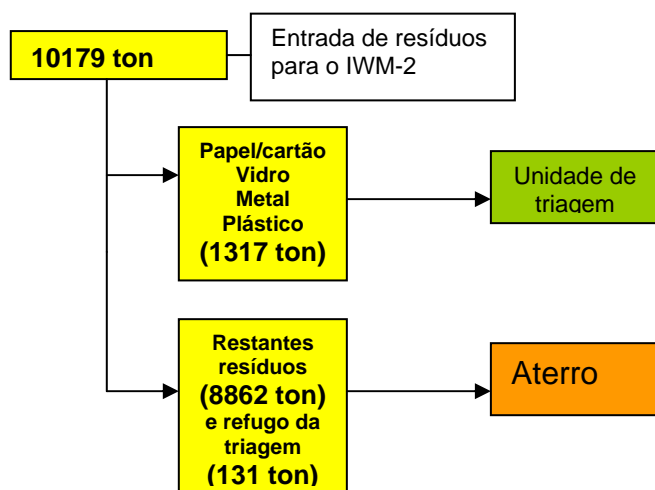 10179 ton
Entrada de resíduos
para o IWM-2
Papel/cartão
Vidro
Metal
Plástico
(1317 ton)
Unidade de
triagem
Restantes
resíduos
(8862 ton)
e refugo da
triagem
(131 ton)
Aterro